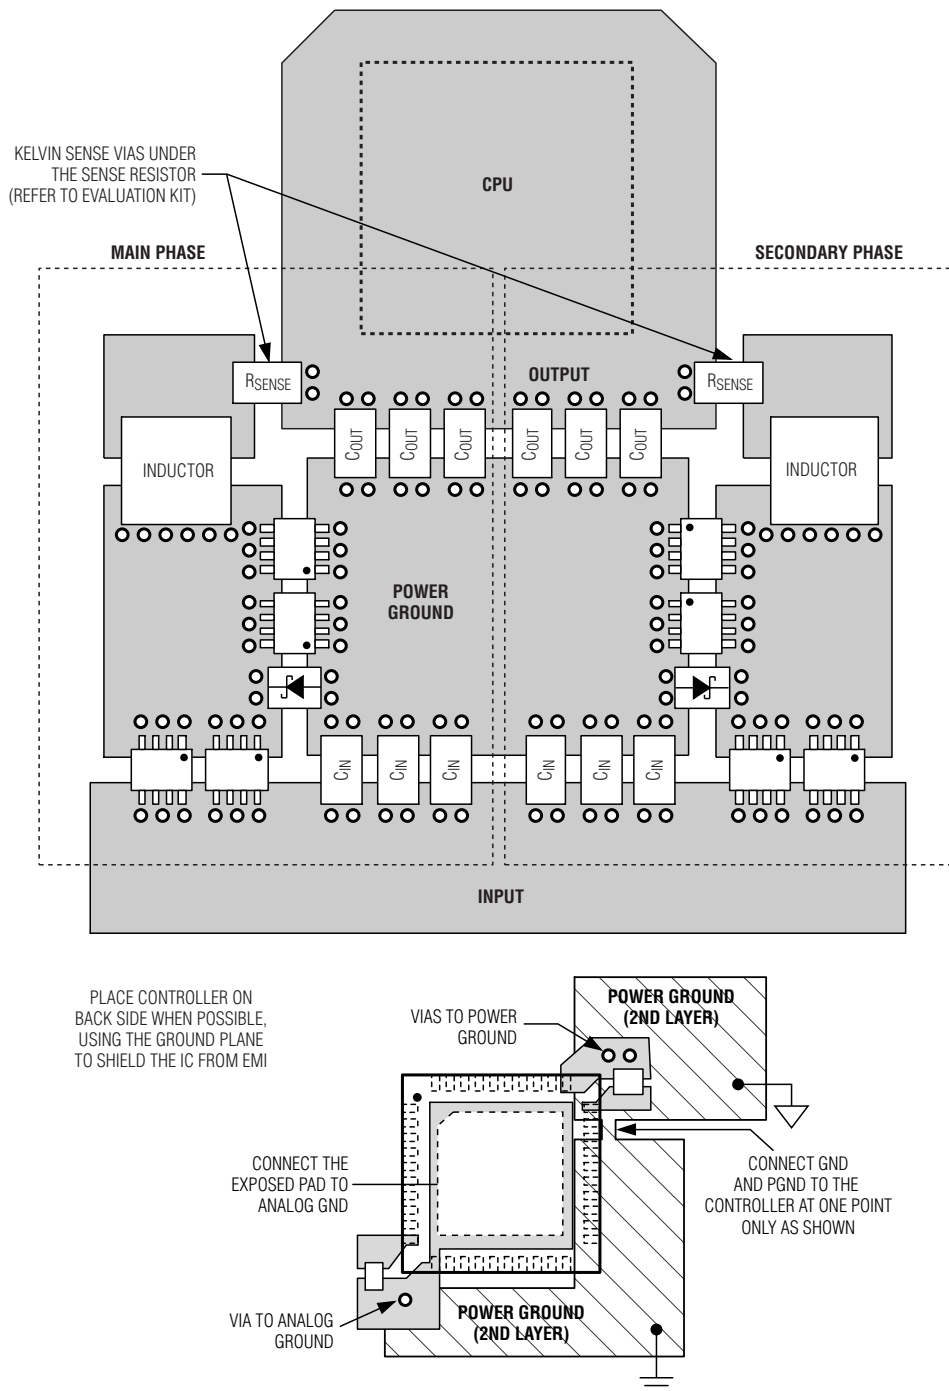 KELVIN SENSE VIAS UNDER
THE SENSE RESISTOR
(REFER TO EVALUATION KIT)
CPU
MAIN PHASE
SECONDARY PHASE
OUTPUT
RSENSE
RSENSE
COUT
COUT
COUT
COUT
COUT
COUT
INDUCTOR
INDUCTOR
POWER
GROUND
CIN
CIN
CIN
CIN
CIN
CIN
INPUT
PLACE CONTROLLER ON
BACK SIDE WHEN POSSIBLE,
USING THE GROUND PLANE
TO SHIELD THE IC FROM EMI
VIAS TO POWER
GROUND
POWER GROUND
(2ND LAYER)
CONNECT THE
EXPOSED PAD TO
ANALOG GND
CONNECT GND
AND PGND TO THE
CONTROLLER AT ONE POINT
ONLY AS SHOWN
VIA TO ANALOG
GROUND
POWER GROUND
(2ND LAYER)